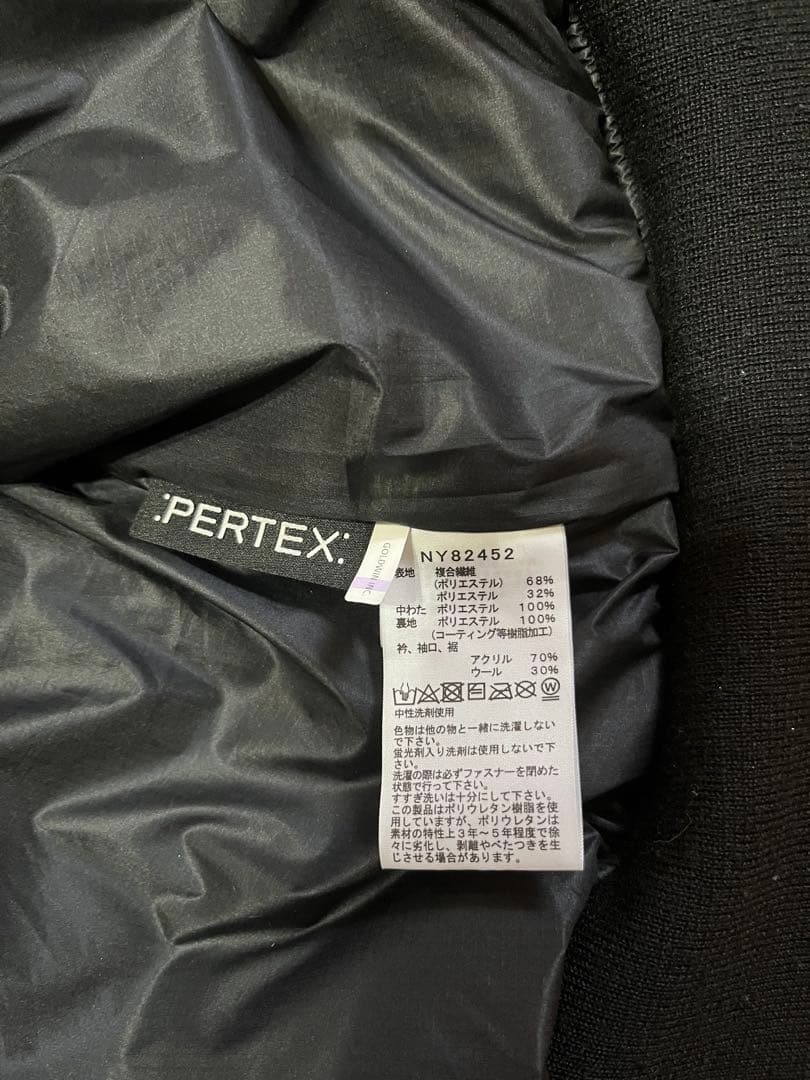 :PERTEX:
GOLDWIN INC.
NY82452
表地 複合繊維
(ポリエステル) 68%
ポリエステル 32%
中わた ポリエステル 100%
裏地 ポリエステル 100%
(コーティング等樹脂加工)
衿、袖口、裾
アクリル 70%
ウール 30%
W
中性洗剤使用
色物は他の物と一緒に洗濯しない
で下さい。
蛍光剤入り洗剤は使用しないで下
さい。
洗濯の際は必ずファスナーを閉めた
状態で行って下さい。
すすぎ洗いは十分にして下さい。
この製品はポリウレタン樹脂を使
用していますが、ポリウレタンは
素材の特性上3年～5年程度で徐
々に劣化し、剥離やべたつきを生
じさせる場合があります。